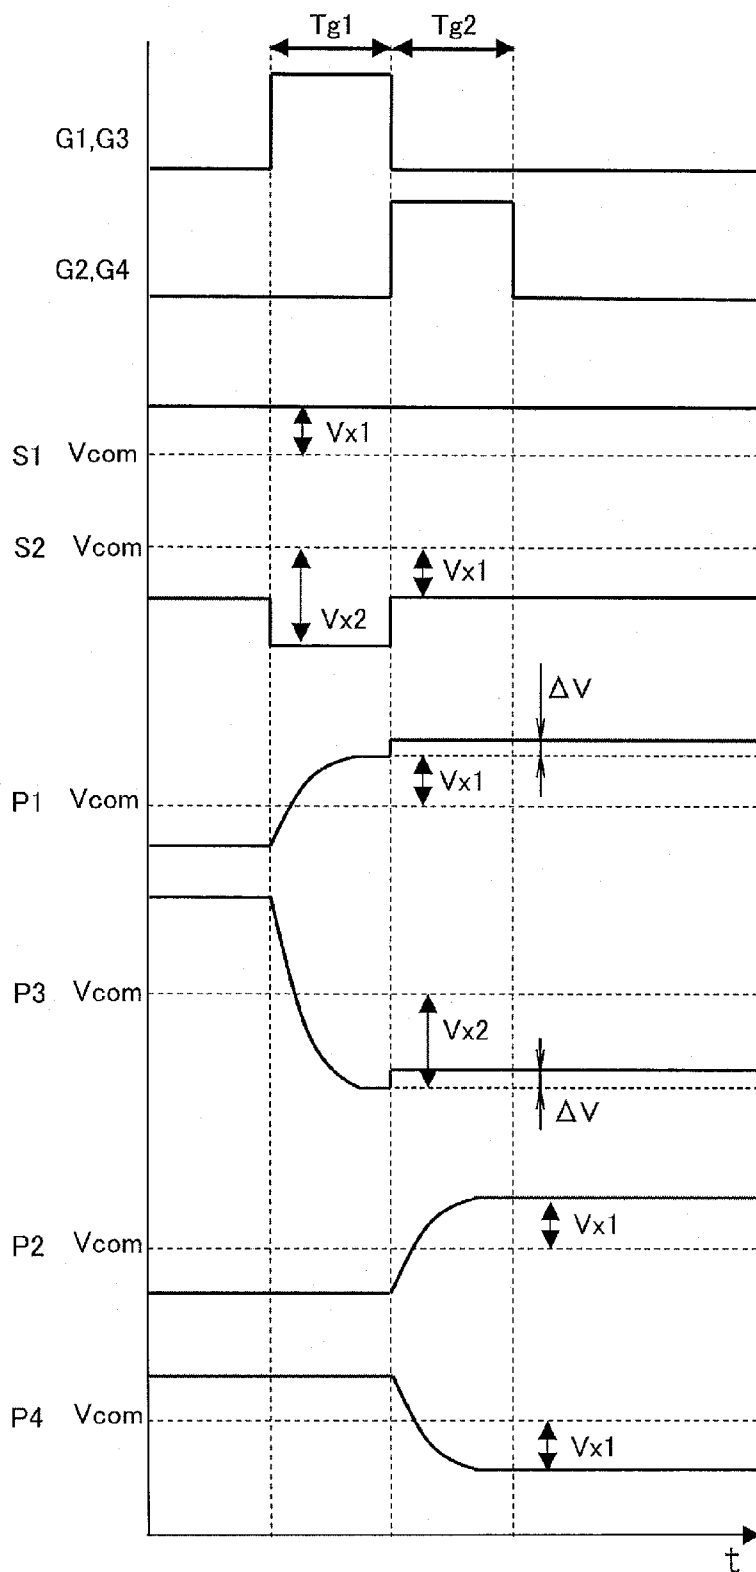 Tg1 Tg2
G1,G3
G2,G4
Vx1
S1 Vcom
S2 Vcom
Vx1
Vx2
ΔV
Vx1
P1 Vcom
P3 Vcom
Vx2
ΔV
Vx1
P2 Vcom
P4 Vcom
Vx1
t